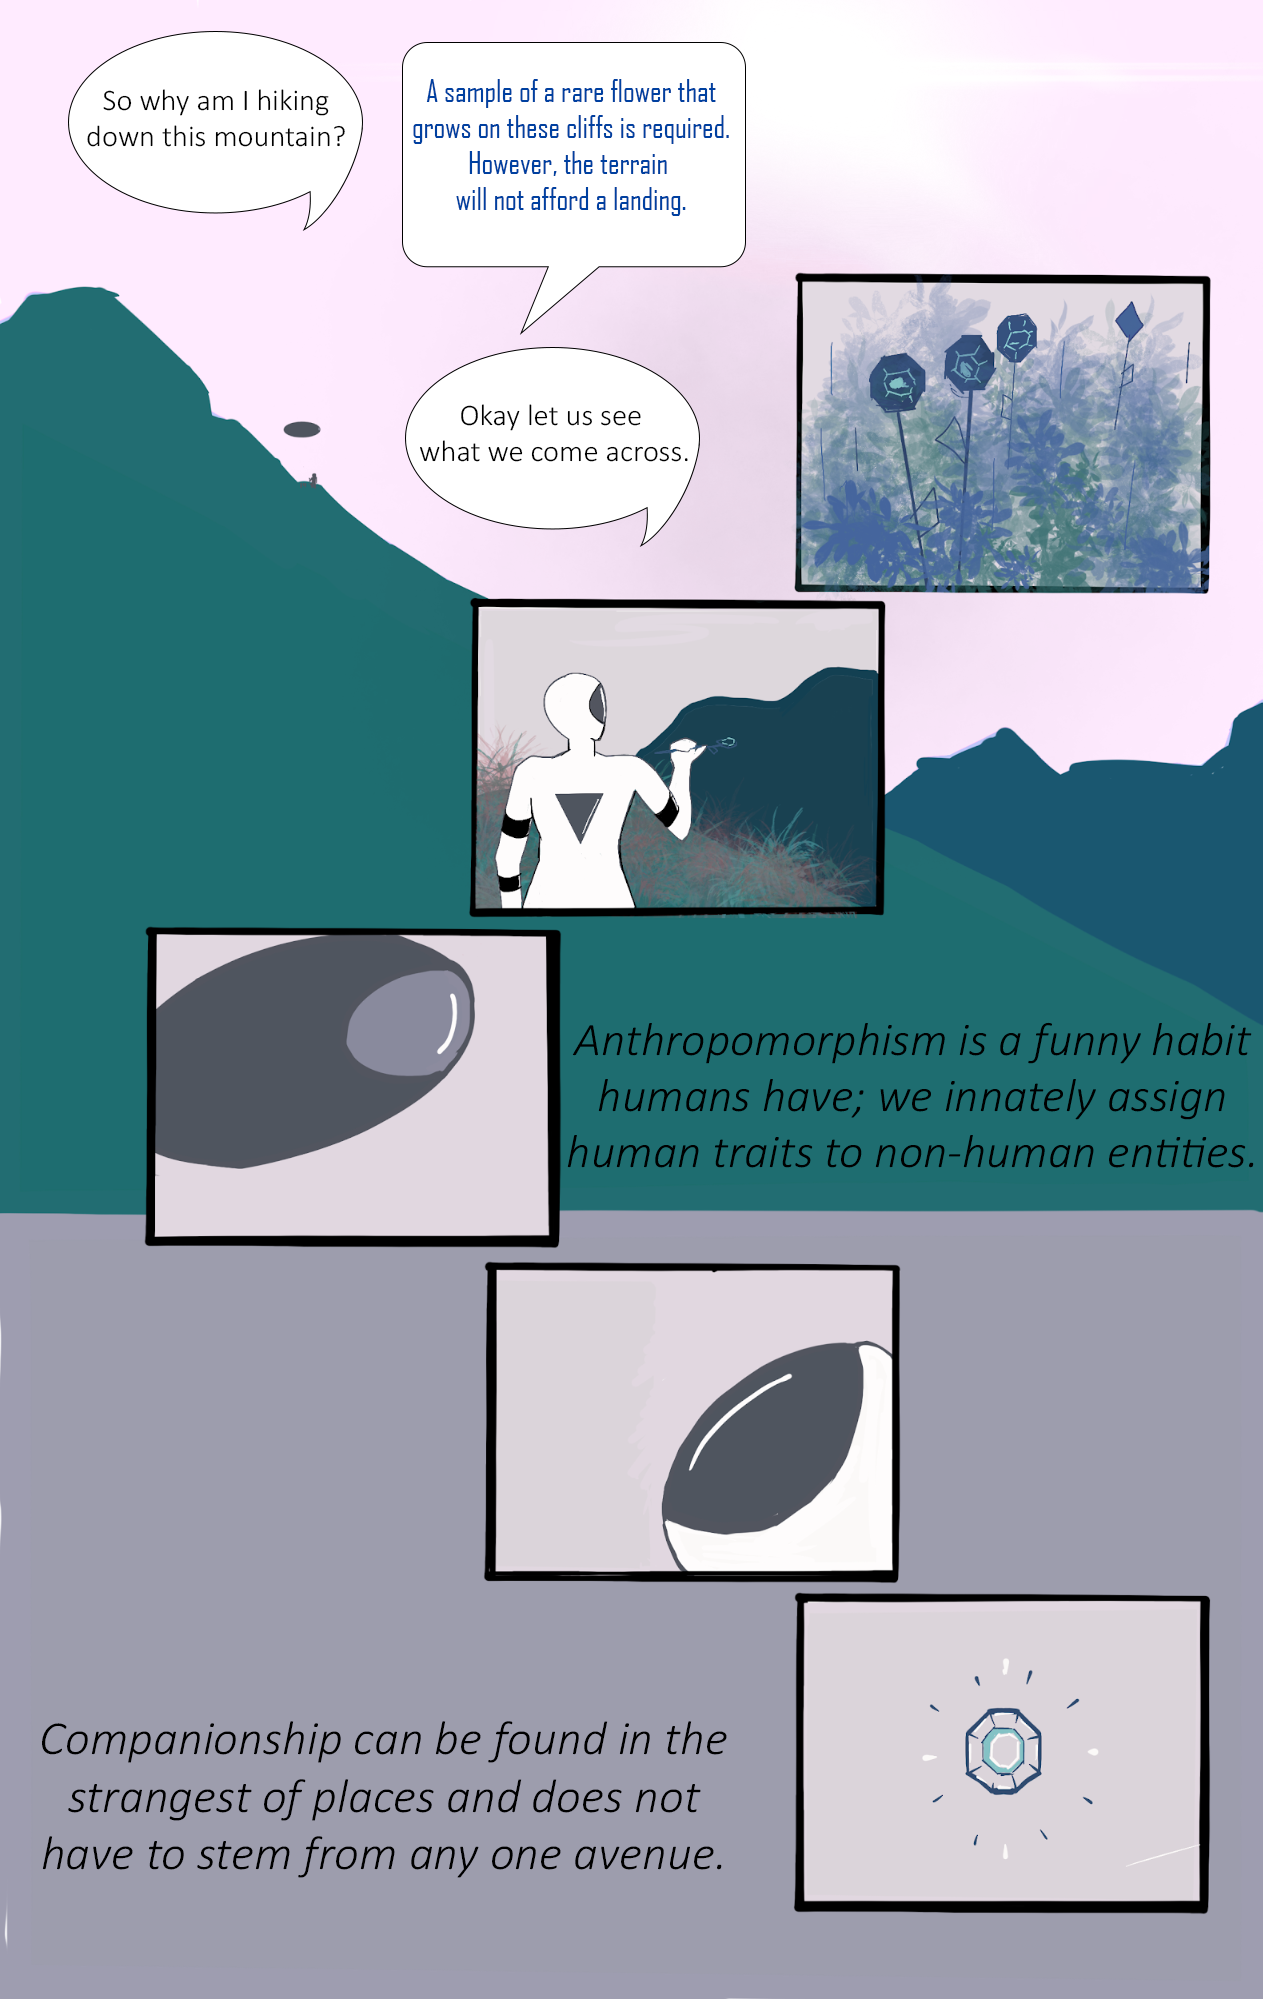 So why am I hiking
down this mountain?
A sample of a rare flower that
grows on these cliffs is required.
However, the terrain
will not afford a landing.
Okay let us see
what we come across.
Anthropomorphism is a funny habit
humans have; we innately assign
human traits to non-human entities.
Companionship can be found in the
strangest of places and does not
have to stem from any one avenue.